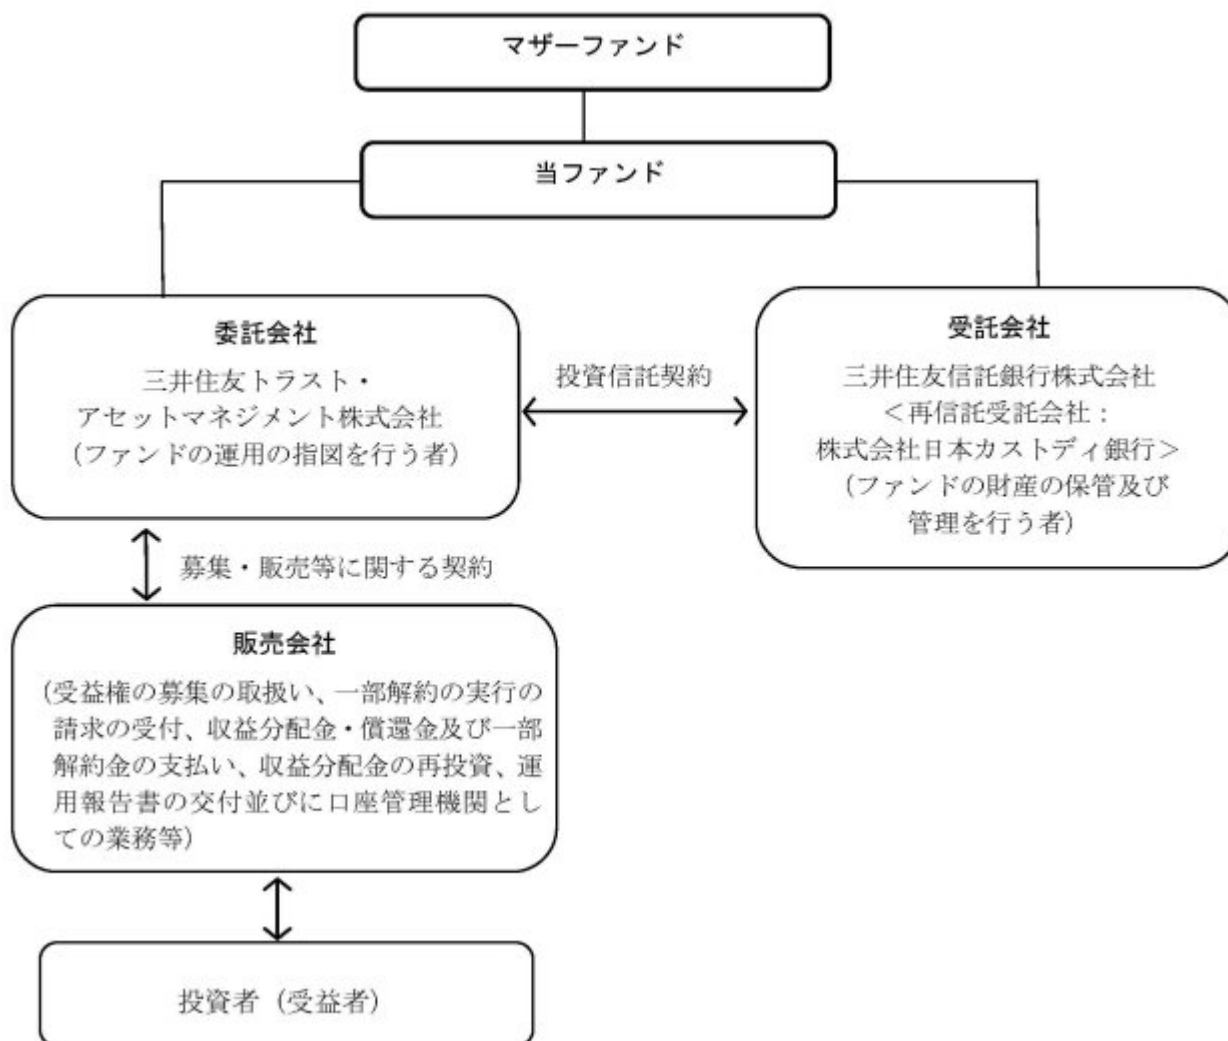 マザーファンド
当ファンド
委託会社
三井住友トラスト・
アセットマネジメント株式会社
（ファンドの運用の指図を行う者）
投資信託契約
受託会社
三井住友信託銀行株式会社
＜再信託受託会社：
株式会社日本カストディ銀行＞
（ファンドの財産の保管及び
管理を行う者）
募集・販売等に関する契約
販売会社
（受益権の募集の取扱い、一部解約の実行の
請求の受付、収益分配金・償還金及び一部
解約金の支払い、収益分配金の再投資、運
用報告書の交付並びに口座管理機関とし
ての業務等）
投資者（受益者）